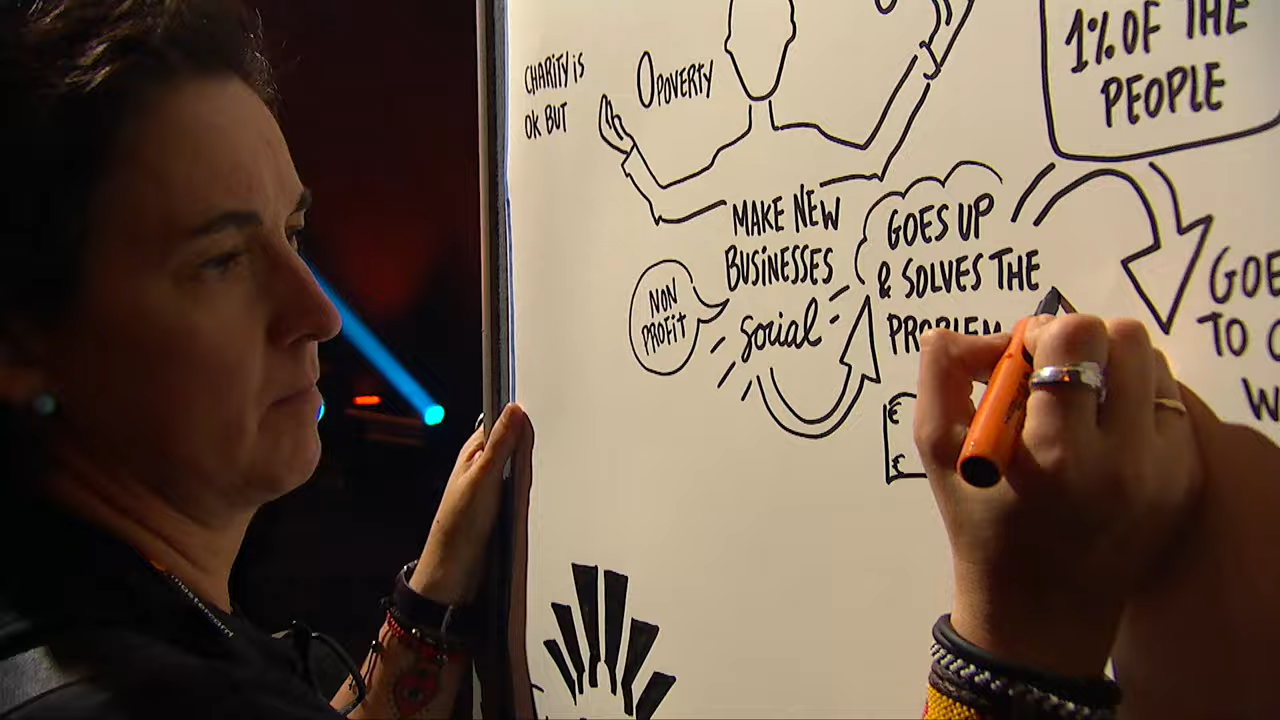 CHARITY IS
OK BUT
0 POVERTY
1% OF THE
PEOPLE
MAKE NEW
BUSINESSES
social
NON
PROFIT
GOES UP
& SOLVES THE
PROBLEM
TO
€
€